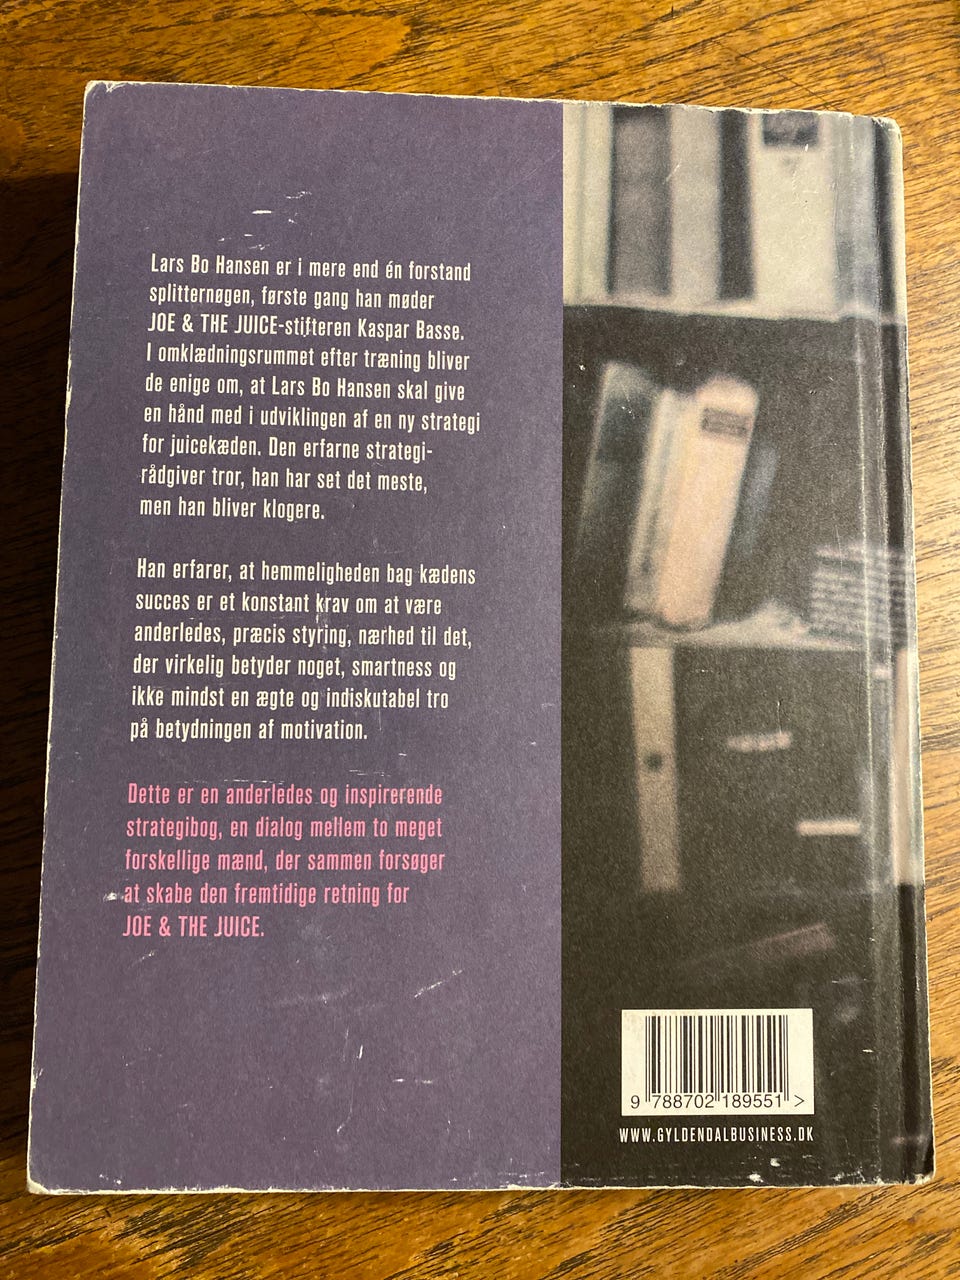 Lars Bo Hansen er i mere end én forstand
splitternøgen, første gang han møder
JOE & THE JUICE-stifteren Kaspar Basse.
I omklædningsrummet efter træning bliver
de enige om, at Lars Bo Hansen skal give
en hånd med i udviklingen af en ny strategi
for juicekæden. Den erfarne strategi-
rådgiver tror, han har set det meste,
men han bliver klogere.
Han erfarer, at hemmeligheden bag kædens
succes er et konstant krav om at være
anderledes, præcis styring, nærhed til det,
der virkelig betyder noget, smartness og
ikke mindst en ægte og indiskutabel tro
på betydningen af motivation.
Dette er en anderledes og inspirerende
strategibog, en dialog mellem to meget
forskellige mænd, der sammen forsøger
at skabe den fremtidige retning for
JOE & THE JUICE.
9 788702 189551 >
WWW.GYLDENDALBUSINESS.DK